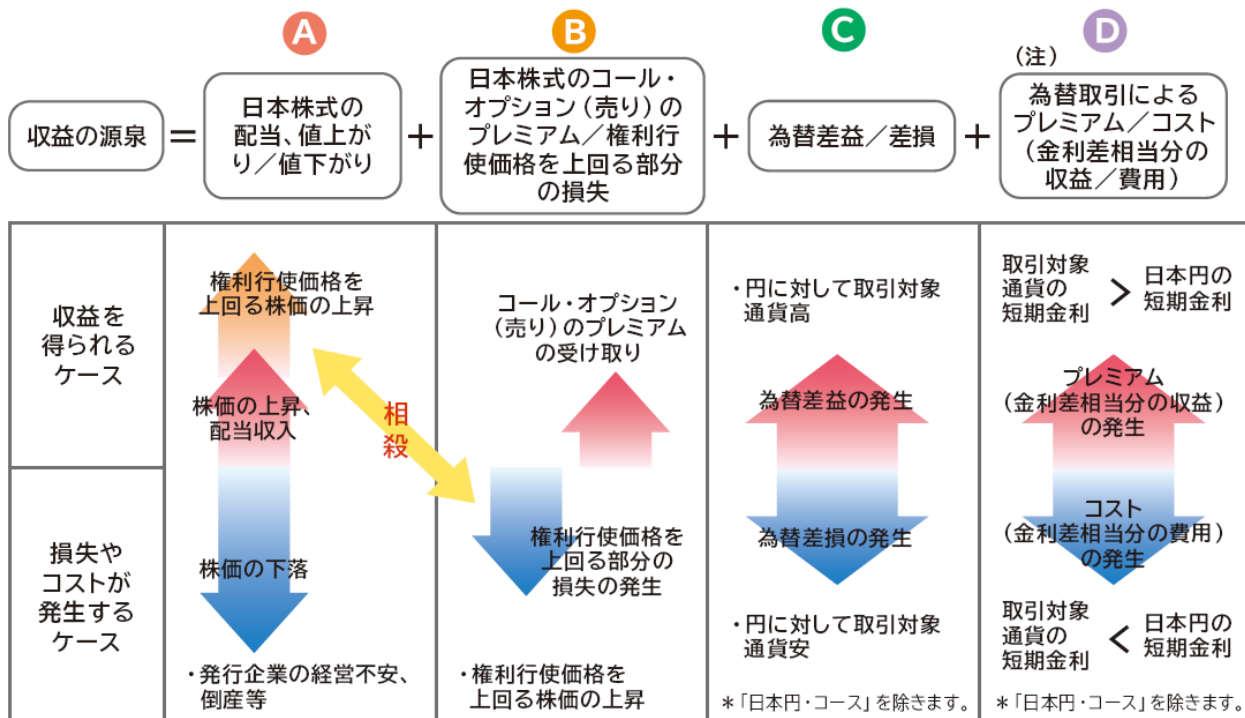 A
B
C
D
(注)
収益の源泉
=
日本株式の
配当、値上が
り/値下がり
+
日本株式のコール・
オプション(売り)の
プレミアム/権利行
使価格を上回る部分
の損失
+
為替差益/差損
+
為替取引による
プレミアム/コスト
(金利差相当分の
収益/費用)
収益を
得られる
ケース
権利行使価格を
上回る株価の上昇
株価の上昇、
配当収入
相
殺
コール・オプション
(売り)のプレミアム
の受け取り
・円に対して取引対象
通貨高
為替差益の発生
取引対象
通貨の
短期金利
>
日本円の
短期金利
プレミアム
(金利差相当分の収益)
の発生
損失や
コストが
発生する
ケース
株価の下落
・発行企業の経営不安、
倒産等
権利行使価格を
上回る部分の
損失の発生
・権利行使価格を
上回る株価の上昇
為替差損の発生
・円に対して取引対象
通貨安
*「日本円・コース」を除きます。
コスト
(金利差相当分の費用)
の発生
取引対象
通貨の
短期金利
<
日本円の
短期金利
*「日本円・コース」を除きます。